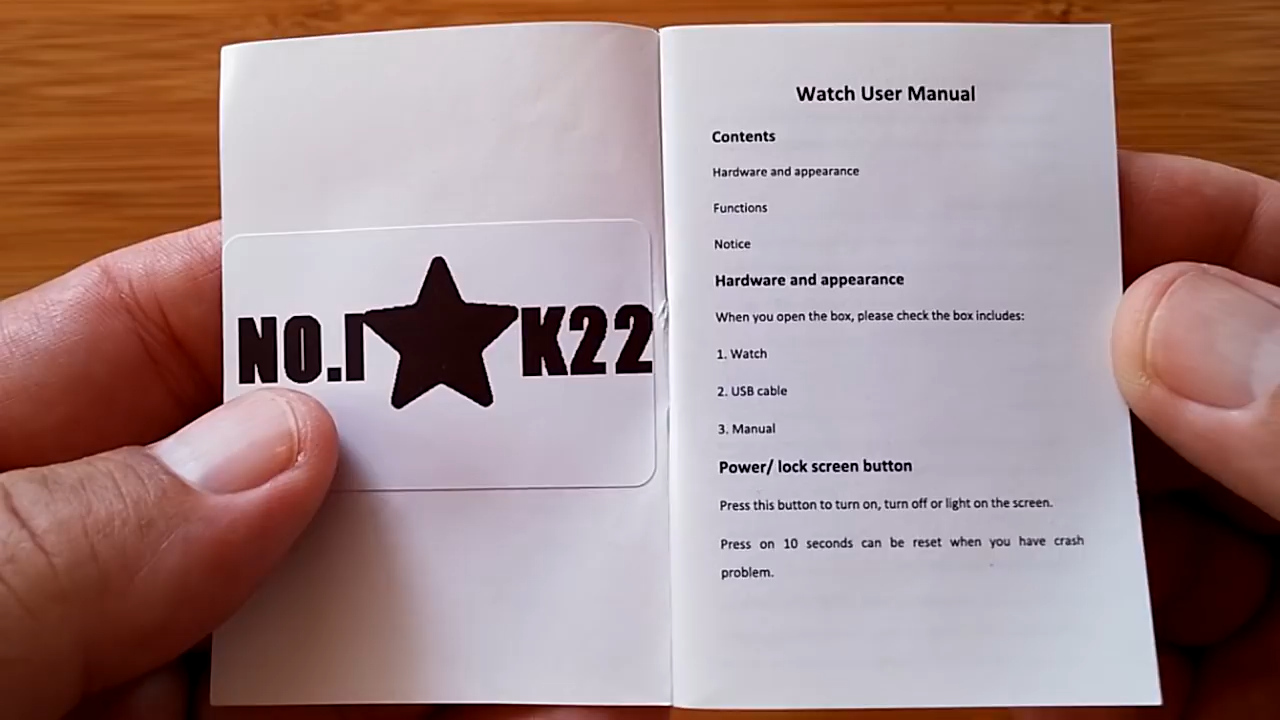 NO.1 K22
Watch User Manual
Contents
Hardware and appearance
Functions
Notice
Hardware and appearance
When you open the box, please check the box includes:
1. Watch
2. USB cable
3. Manual
Power/ lock screen button
Press this button to turn on, turn off or light on the screen.
Press on 10 seconds can be reset when you have crash
problem.